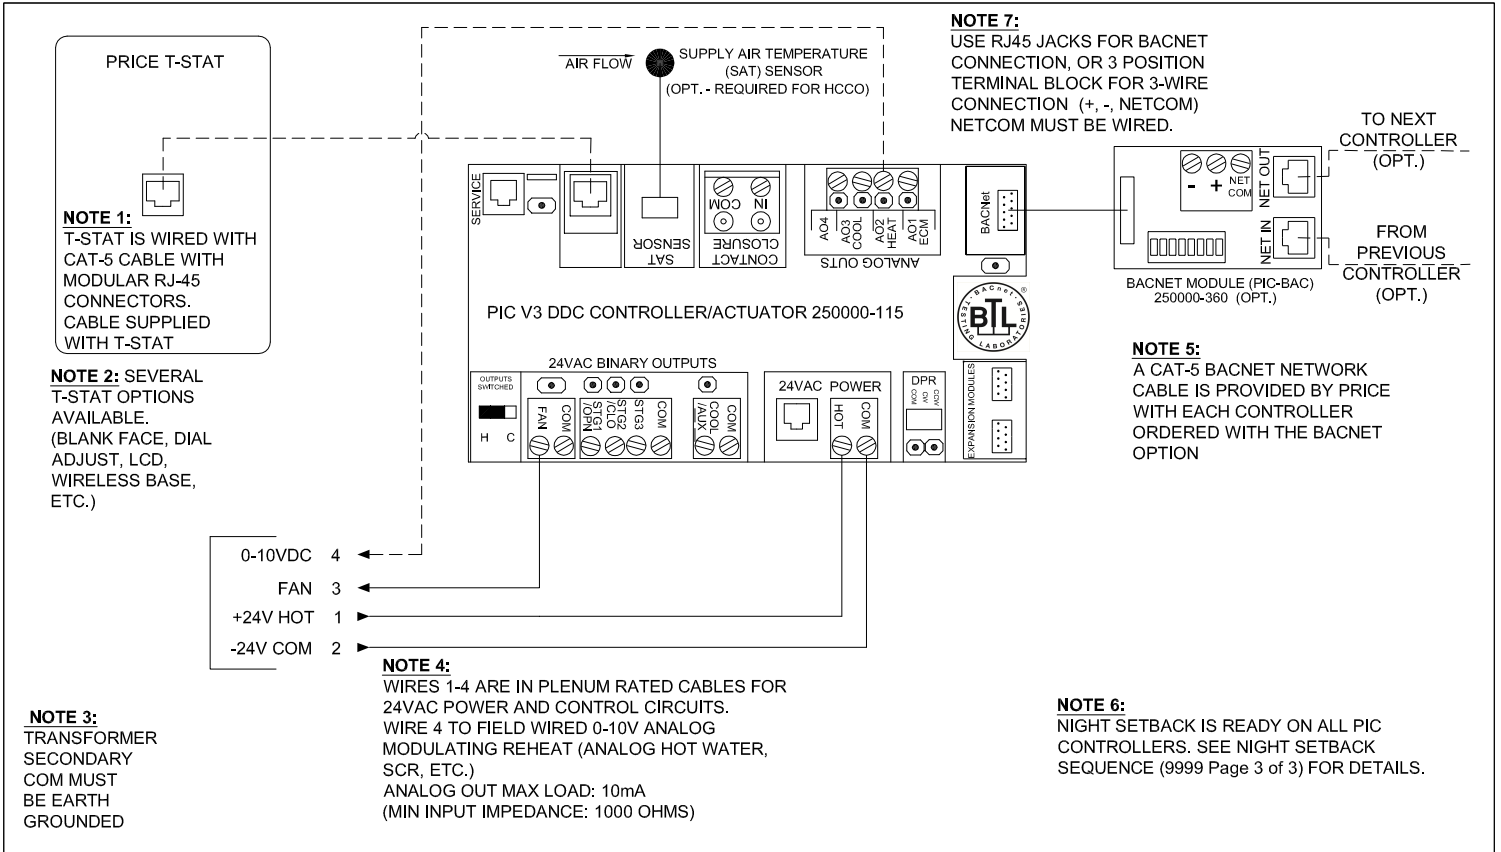 PRICE T-STAT
NOTE 1:
T-STAT IS WIRED WITH
CAT-5 CABLE WITH
MODULAR RJ-45
CONNECTORS.
CABLE SUPPLIED
WITH T-STAT
NOTE 2: SEVERAL
T-STAT OPTIONS
AVAILABLE.
(BLANK FACE, DIAL
ADJUST, LCD,
WIRELESS BASE,
ETC.)
AIR FLOW
SUPPLY AIR TEMPERATURE
(SAT) SENSOR
(OPT. - REQUIRED FOR HCCO)
NOTE 7:
USE RJ45 JACKS FOR BACNET
CONNECTION, OR 3 POSITION
TERMINAL BLOCK FOR 3-WIRE
CONNECTION (+, -, NETCOM)
NETCOM MUST BE WIRED.
SERVICE
SAT
SENSOR
COM
IN
CONTACT
CLOSURE
AO4
AO3
COOL
AO2
HEAT
AO1
ECM
ANALOG OUTS
BACNet
PIC V3 DDC CONTROLLER/ACTUATOR 250000-115
BACnet
BTL
®
TESTING LABORATORIES
- + NET
COM
NET OUT
NET IN
BACNET MODULE (PIC-BAC)
250000-360 (OPT.)
TO NEXT
CONTROLLER
(OPT.)
FROM
PREVIOUS
CONTROLLER
(OPT.)
24VAC BINARY OUTPUTS
OUTPUTS
SWITCHED
H C
FAN
COM
STG1
/OPN
STG2
/CLO
STG3
COM
COOL
/AUX
COM
24VAC POWER
HOT
COM
DPR
CCW
CW
COM
EXPANSION MODULES
NOTE 5:
A CAT-5 BACNET NETWORK
CABLE IS PROVIDED BY PRICE
WITH EACH CONTROLLER
ORDERED WITH THE BACNET
OPTION
0-10VDC 4
FAN 3
+24V HOT 1
-24V COM 2
NOTE 3:
TRANSFORMER
SECONDARY
COM MUST
BE EARTH
GROUNDED
NOTE 4:
WIRES 1-4 ARE IN PLENUM RATED CABLES FOR
24VAC POWER AND CONTROL CIRCUITS.
WIRE 4 TO FIELD WIRED 0-10V ANALOG
MODULATING REHEAT (ANALOG HOT WATER,
SCR, ETC.)
ANALOG OUT MAX LOAD: 10mA
(MIN INPUT IMPEDANCE: 1000 OHMS)
NOTE 6:
NIGHT SETBACK IS READY ON ALL PIC
CONTROLLERS. SEE NIGHT SETBACK
SEQUENCE (9999 Page 3 of 3) FOR DETAILS.